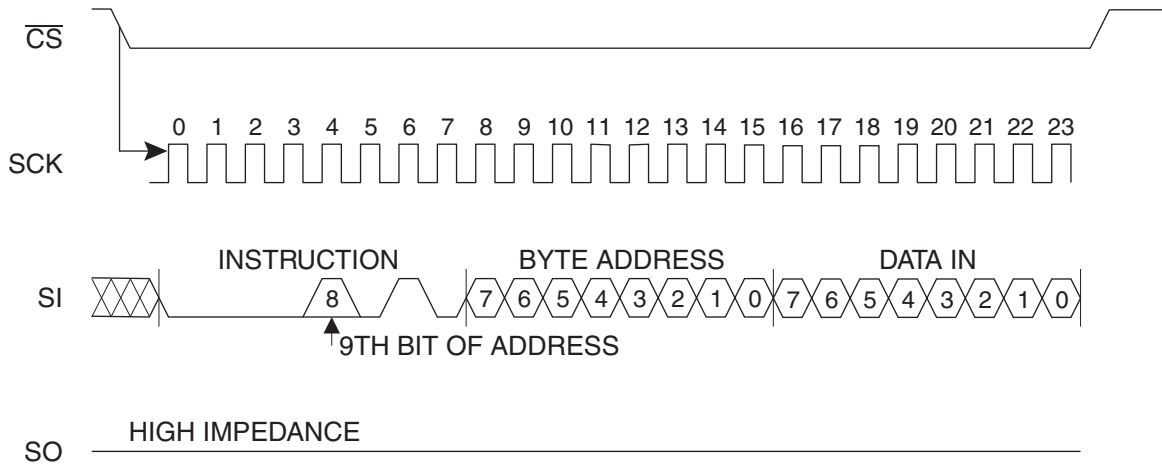 CS
0 1 2 3 4 5 6 7 8 9 10 11 12 13 14 15 16 17 18 19 20 21 22 23
SCK
INSTRUCTION BYTE ADDRESS DATA IN
SI 8 7 6 5 4 3 2 1 0 7 6 5 4 3 2 1 0
9TH BIT OF ADDRESS
HIGH IMPEDANCE
SO